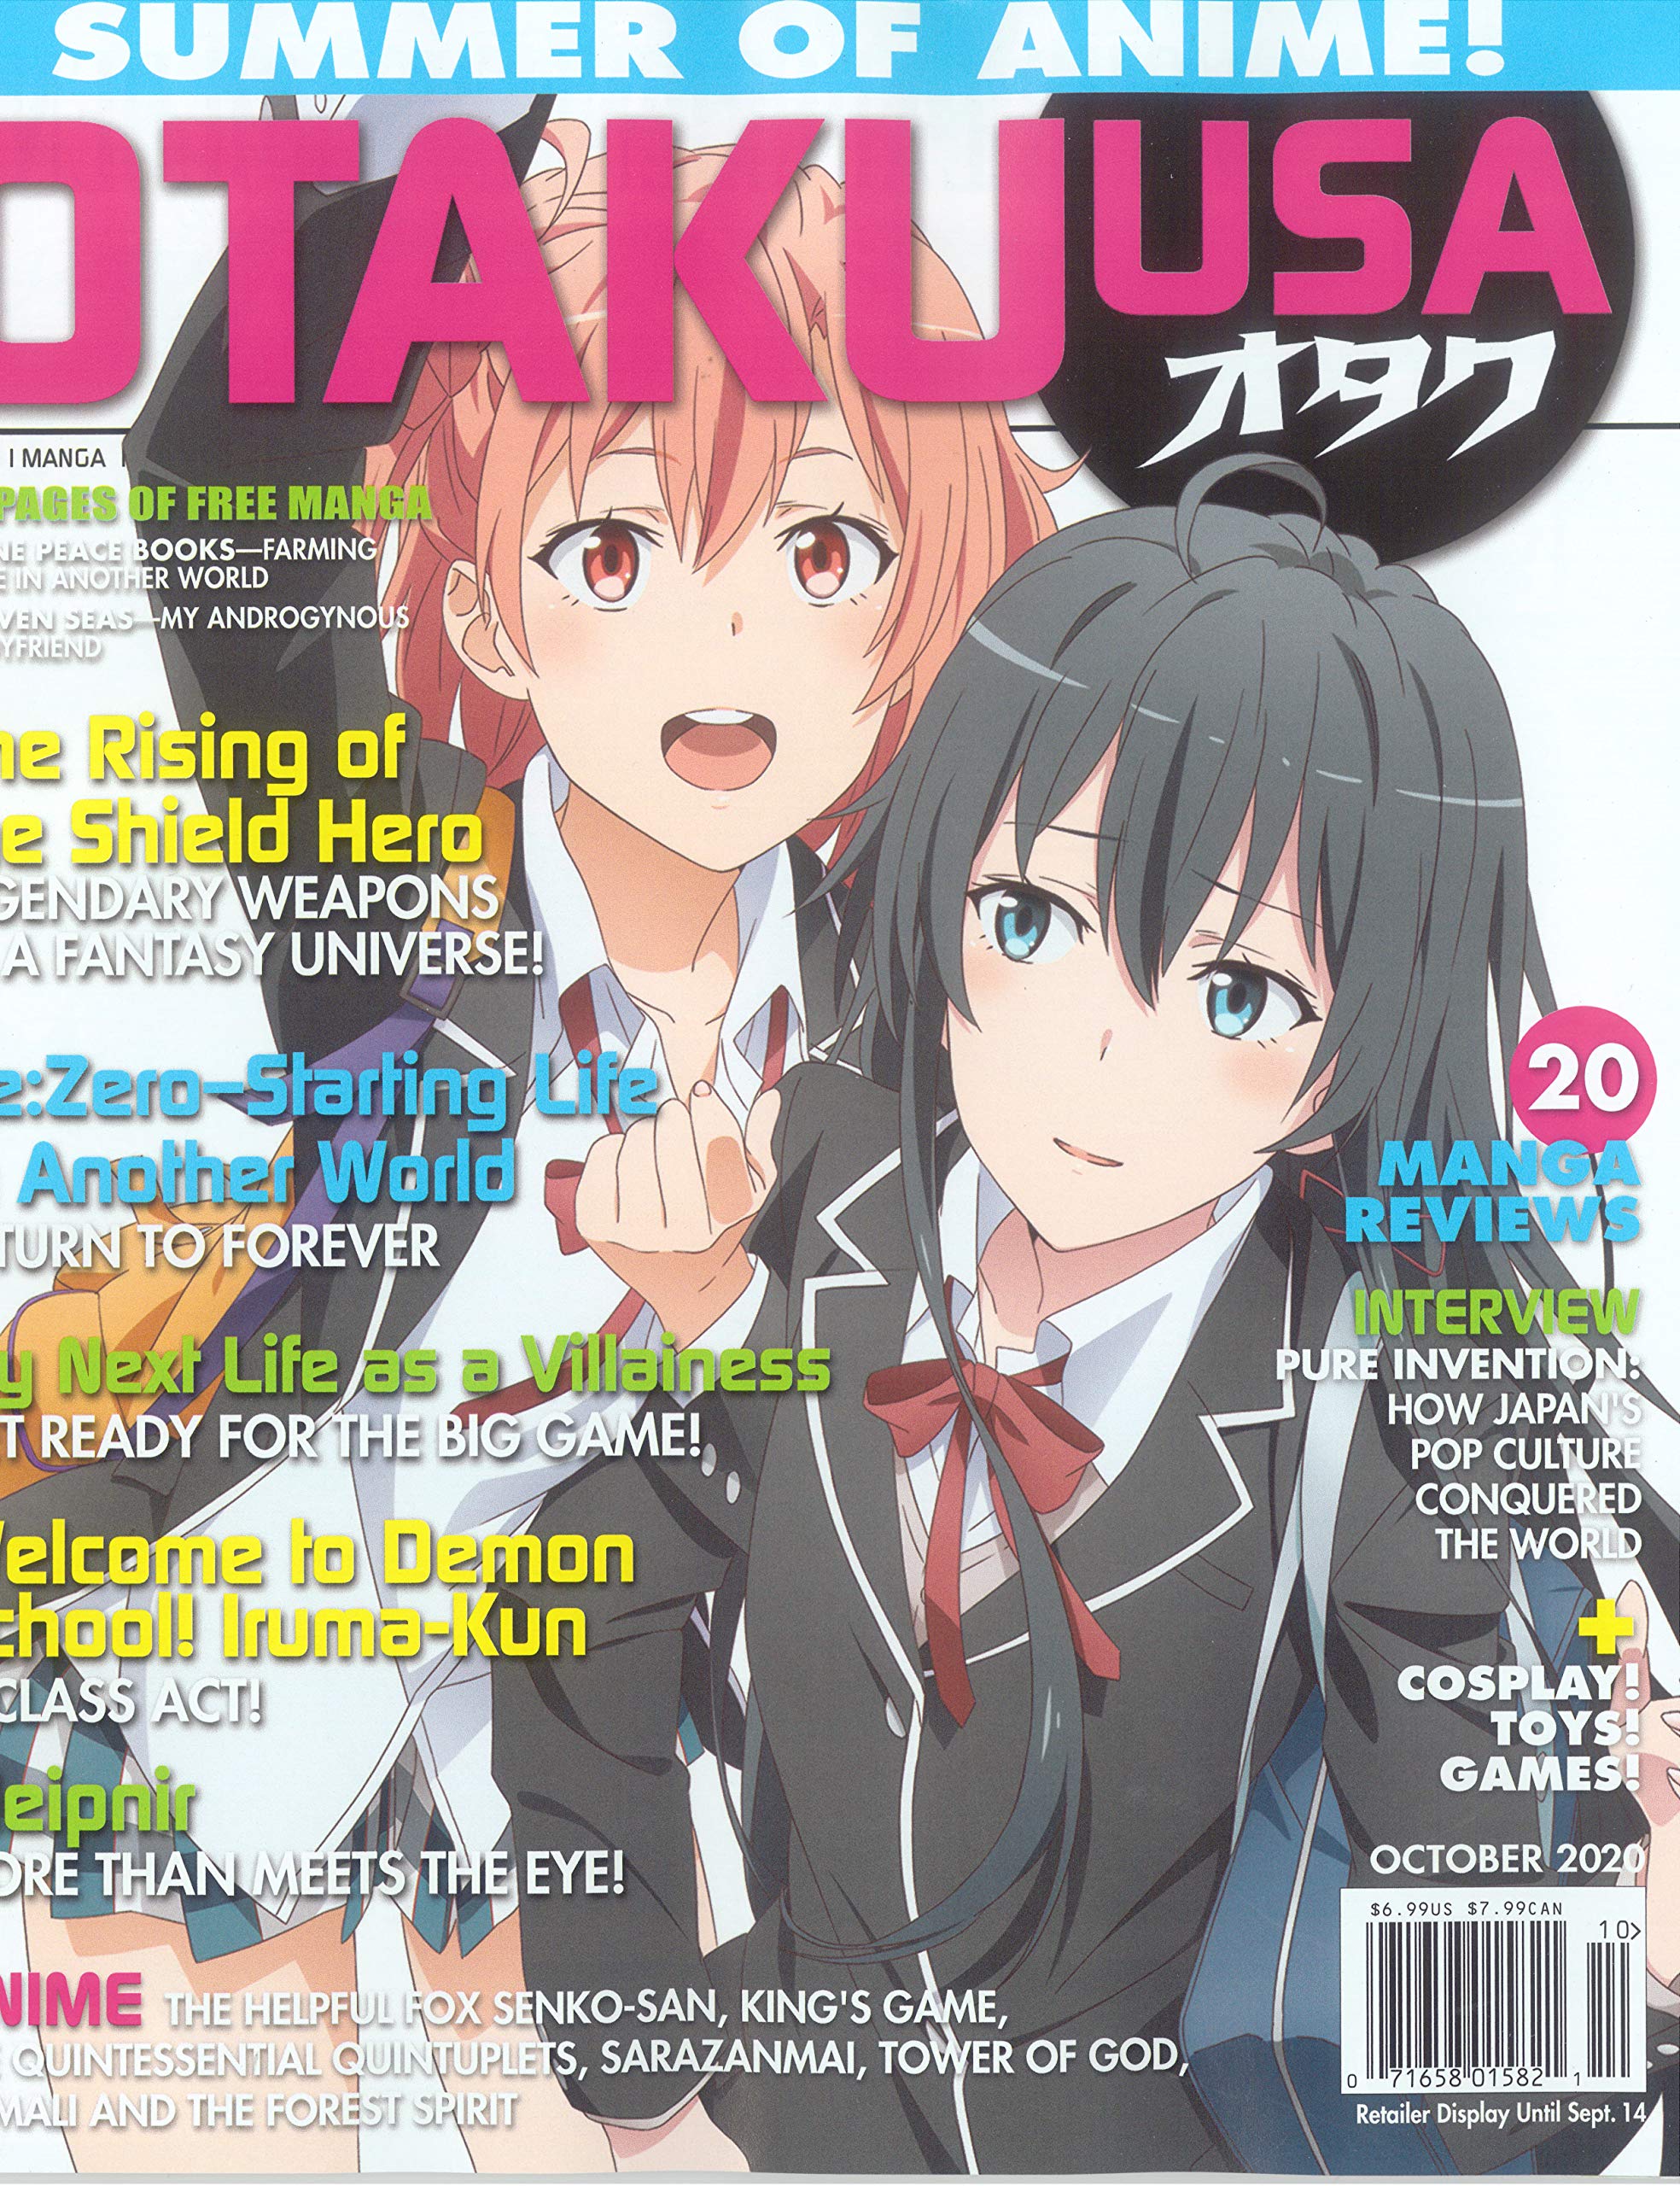 SUMMER OF ANIME!
OTAKU USA
オタク
| MANGA |
PAGES OF FREE MANGA
NE PEACE BOOKS—FARMING
E IN ANOTHER WORLD
VEN SEAS—MY ANDROGYNOUS
YFRIEND
he Rising of
e Shield Hero
GENDARY WEAPONS
A FANTASY UNIVERSE!
e:Zero–Starting Life
Another World
TURN TO FOREVER
y Next Life as a Villainess
T READY FOR THE BIG GAME!
elcome to Demon
chool! Iruma-Kun
CLASS ACT!
eipnir
ORE THAN MEETS THE EYE!
NIME THE HELPFUL FOX SENKO-SAN, KING'S GAME,
E QUINTESSENTIAL QUINTUPLETS, SARAZANMAI, TOWER OF GOD,
MALI AND THE FOREST SPIRIT
20
MANGA
REVIEWS
INTERVIEW
PURE INVENTION:
HOW JAPAN'S
POP CULTURE
CONQUERED
THE WORLD
+
COSPLAY!
TOYS!
GAMES!
OCTOBER 2020
$6.99US $7.99CAN
10>
0 71658 01582 1
Retailer Display Until Sept. 14